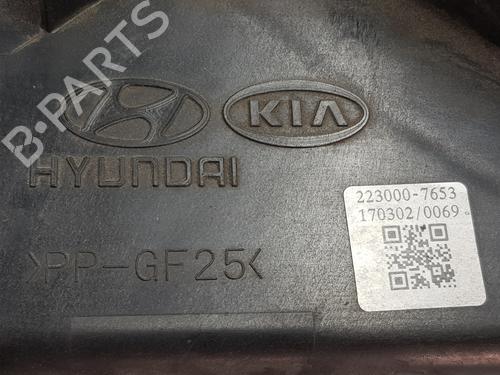 B-PARTS
KIA
HYUNDAI
223000-7653
170302/0069
>PP-GF25<